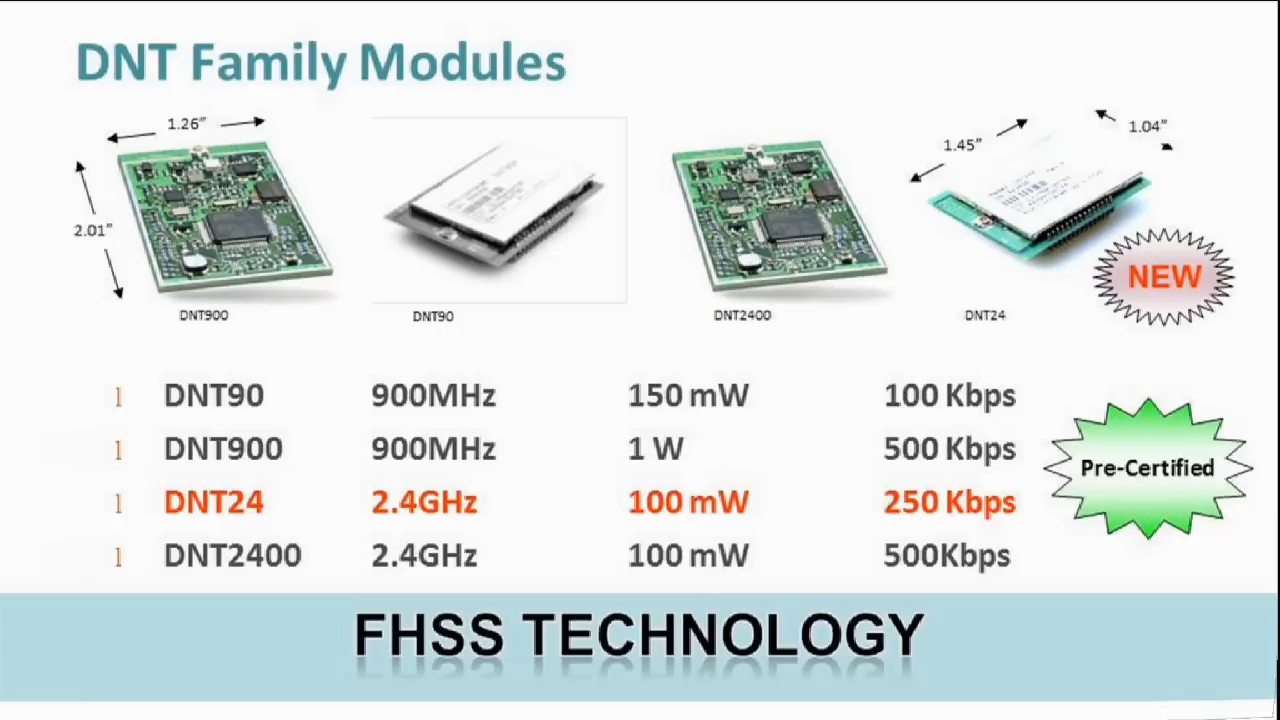 DNT Family Modules
1.26”
2.01”
1.45”
1.04”
NEW
DNT900
DNT90
DNT2400
DNT24
l DNT90 900MHz 150 mW 100 Kbps
l DNT900 900MHz 1 W 500 Kbps
l DNT24 2.4GHz 100 mW 250 Kbps
l DNT2400 2.4GHz 100 mW 500Kbps
Pre-Certified
FHSS TECHNOLOGY